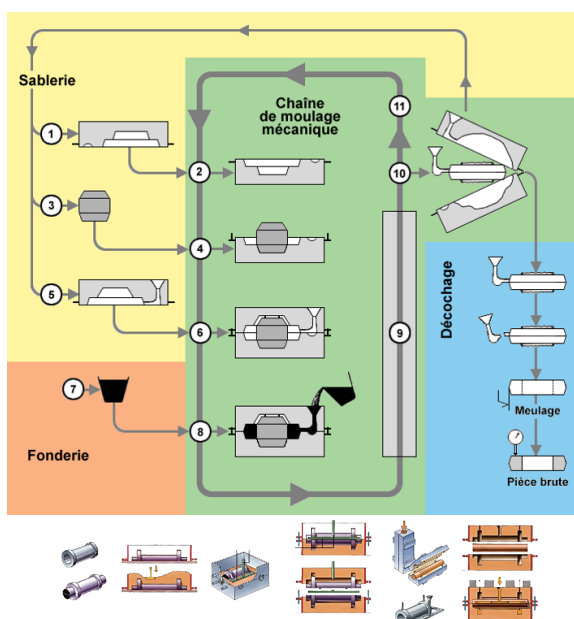 Sablerie
Chaîne
de moulage
mécanique
11
1
2
10
3
4
5
6
9
7
8
Fonderie
Décochage
Meulage
Pièce brute